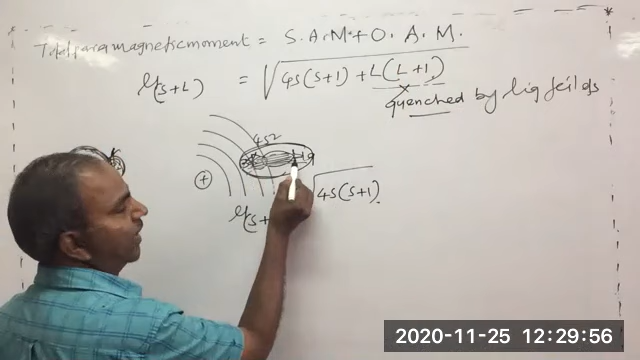 Total paramagnetic moment = S.A.M + O.A.M.
μ(S+L) = √4s(s+1) + L(L+1)
quenched by lig feilds
4s2
+
μ(s+ √4s(s+1).
2020-11-25 12:29:56